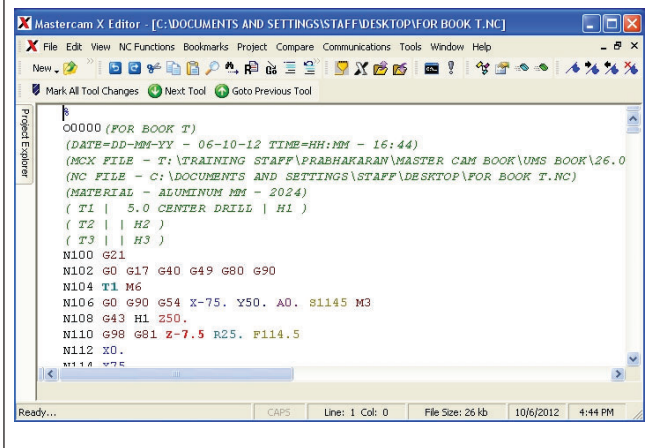 Mastercam X Editor - [C:\DOCUMENTS AND SETTINGS\STAFF\DESKTOP\FOR BOOK T.NC]
File Edit View NC Functions Bookmarks Project Compare Communications Tools Window Help
New
Mark All Tool Changes Next Tool Goto Previous Tool
Project Explorer
%
O0000 (FOR BOOK T)
(DATE=DD-MM-YY - 06-10-12 TIME=HH:MM - 16:44)
(MCX FILE - T:\TRAINING STAFF\PRABHAKARAN\MASTER CAM BOOK\UMS BOOK\26.0
(NC FILE - C:\DOCUMENTS AND SETTINGS\STAFF\DESKTOP\FOR BOOK T.NC)
(MATERIAL - ALUMINUM MM - 2024)
( T1 | 5.0 CENTER DRILL | H1 )
( T2 | | H2 )
( T3 | | H3 )
N100 G21
N102 G0 G17 G40 G49 G80 G90
N104 T1 M6
N106 G0 G90 G54 X-75. Y50. A0. S1145 M3
N108 G43 H1 Z50.
N110 G98 G81 Z-7.5 R25. F114.5
N112 X0.
N114 X75.
Ready... CAPS Line: 1 Col: 0 File Size: 26 kb 10/6/2012 4:44 PM